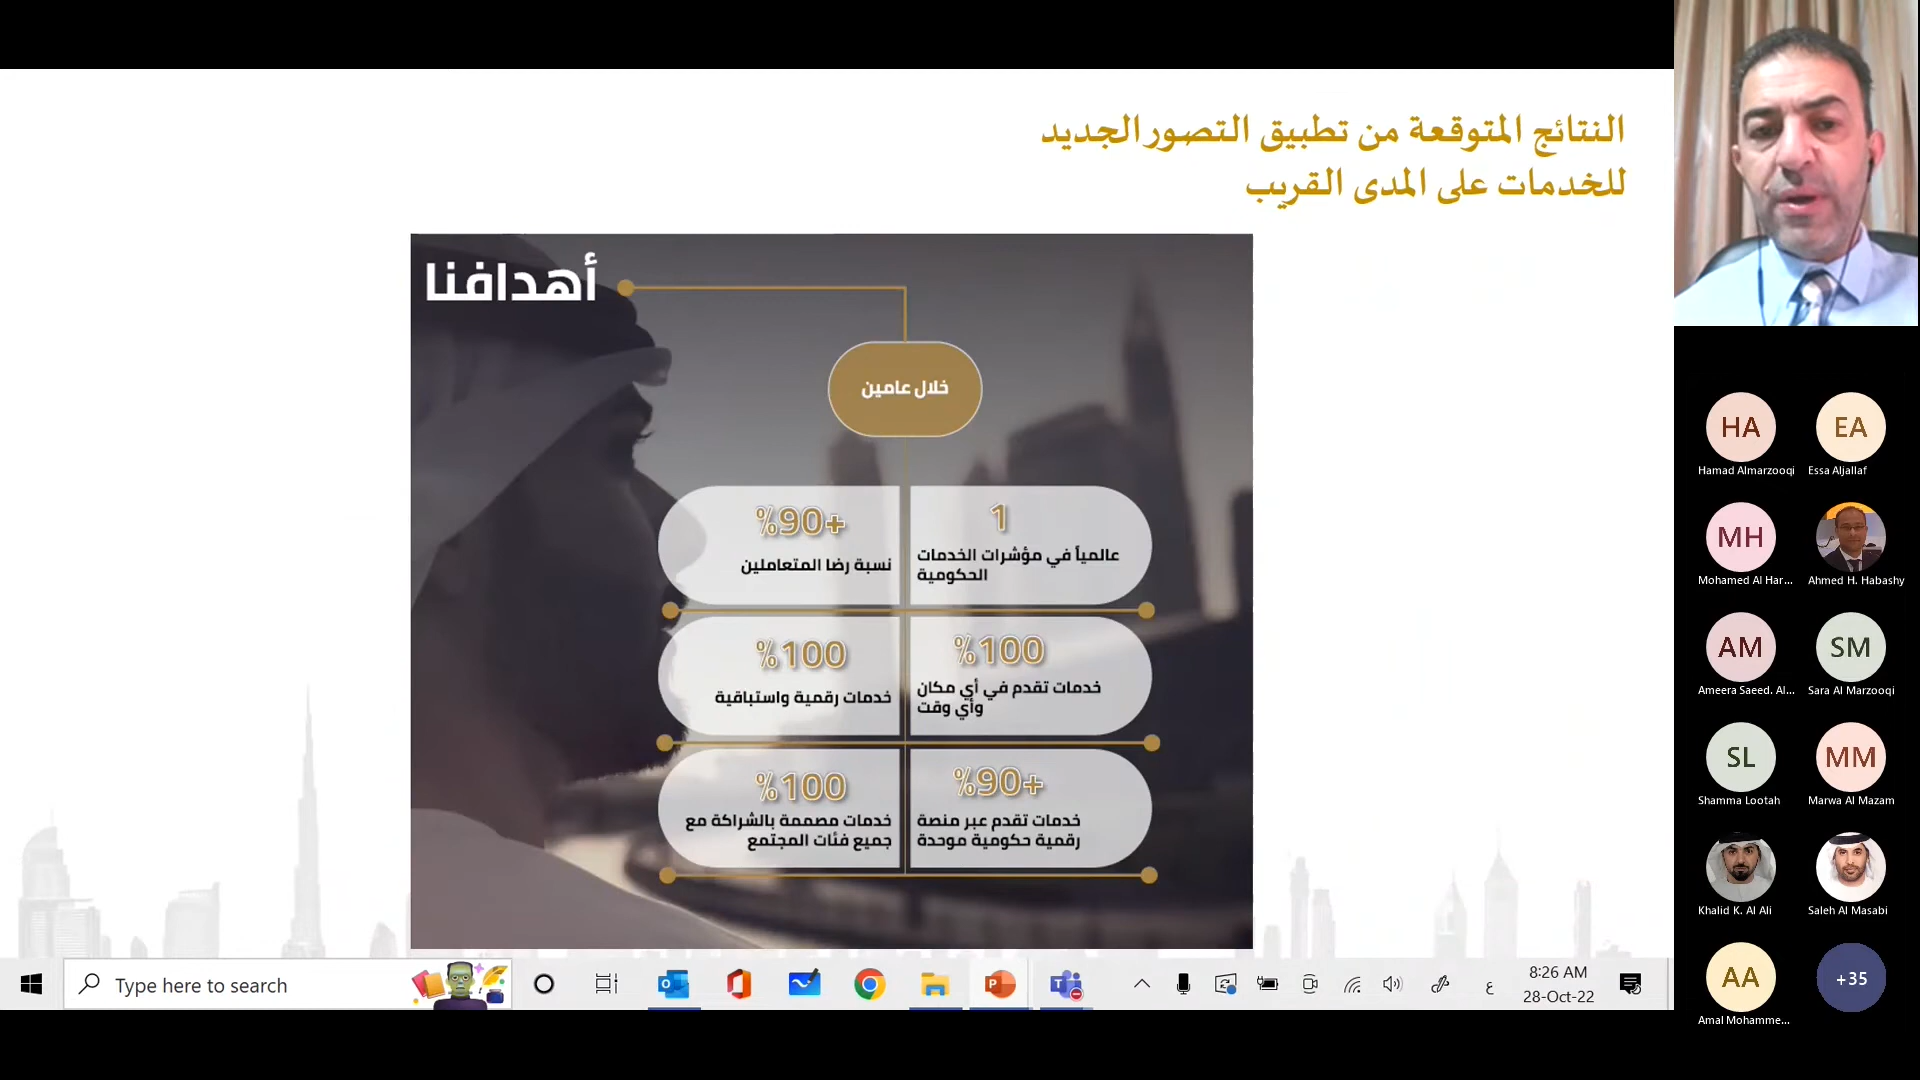 النتائج المتوقعة من تطبيق التصور الجديد
للخدمات على المدى القريب
أهدافنا
خلال عامين
1
عالمياً في مؤشرات الخدمات
الحكومية
%90+
نسبة رضا المتعاملين
%100
خدمات تقدم في أي مكان
وأي وقت
%100
خدمات رقمية واستباقية
%90+
خدمات تقدم عبر منصة
رقمية حكومية موحدة
%100
خدمات مصممة بالشراكة مع
جميع فئات المجتمع
HA
Hamad Almarzooqi
EA
Essa Aljallaf
MH
Mohamed Al Har...
Ahmed H. Habashy
AM
Ameera Saeed. Al...
SM
Sara Al Marzooqi
SL
Shamma Lootah
MM
Marwa Al Mazam
Khalid K. Al Ali
Saleh Al Masabi
AA
Amal Mohamme...
+35
Type here to search
ع
8:26 AM
28-Oct-22